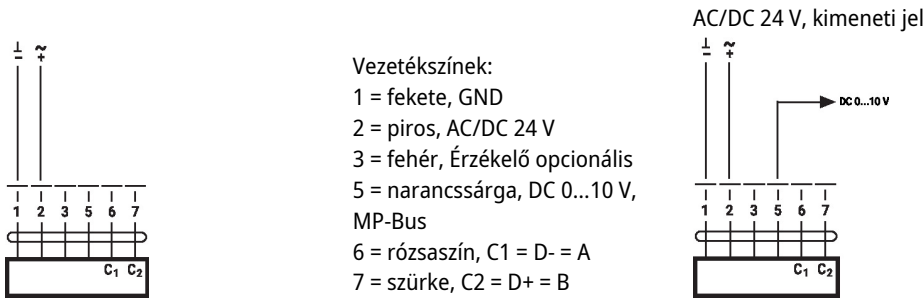 ⊥ ~
− +
1 2 3 5 6 7
C₁ C₂
Vezetékszínek:
1 = fekete, GND
2 = piros, AC/DC 24 V
3 = fehér, Érzékelő opcionális
5 = narancssárga, DC 0...10 V,
MP-Bus
6 = rózsaszín, C1 = D- = A
7 = szürke, C2 = D+ = B
AC/DC 24 V, kimeneti jel
⊥ ~
− +
DC 0...10 V
1 2 3 5 6 7
C₁ C₂